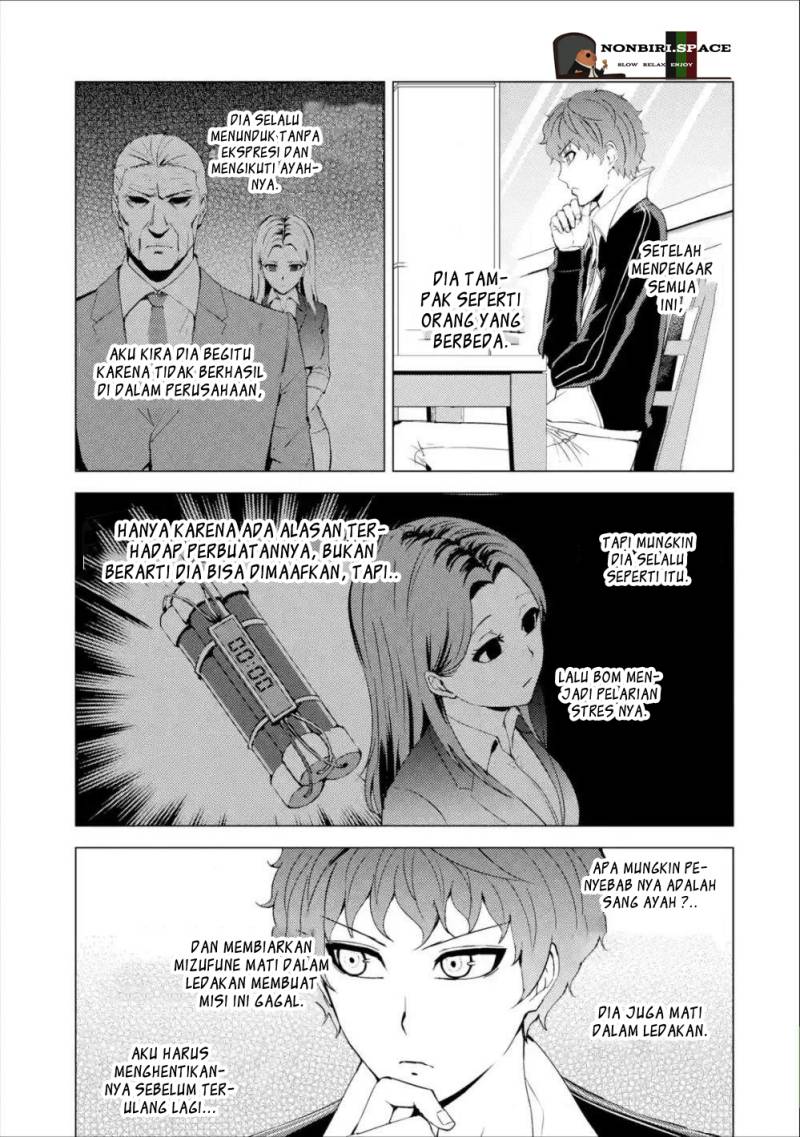 NONBIRI.SPACE
SLOW RELAX ENJOY
SETELAH
MENDENGAR
SEMUA
INI,
DIA TAM-
PAK SEPERTI
ORANG YANG
BERBEDA.
DIA SELALU
MENUNDUK TANPA
EKSPRESI DAN
MENGIKUTI AYAH-
NYA.
AKU KIRA DIA BEGITU
KARENA TIDAK BERHASIL
DI DALAM PERUSAHAAN,
TAPI MUNGKIN
DIA SELALU
SEPERTI ITU.
LALU BOM MEN-
JADI PELARIAN
STRES NYA.
HANYA KARENA ADA ALASAN TER-
HADAP PERBUATANNYA, BUKAN
BERARTI DIA BISA DIMAAFKAN, TAPI..
00:00
APA MUNGKIN PE-
NYEBAB NYA ADALAH
SANG AYAH ?..
DIA JUGA MATI
DALAM LEDAKAN.
DAN MEMBIARKAN
MIZUFUNE MATI DALAM
LEDAKAN MEMBUAT
MISI INI GAGAL.
AKU HARUS
MENGHENTIKAN-
NYA SEBELUM TER-
ULANG LAGI...